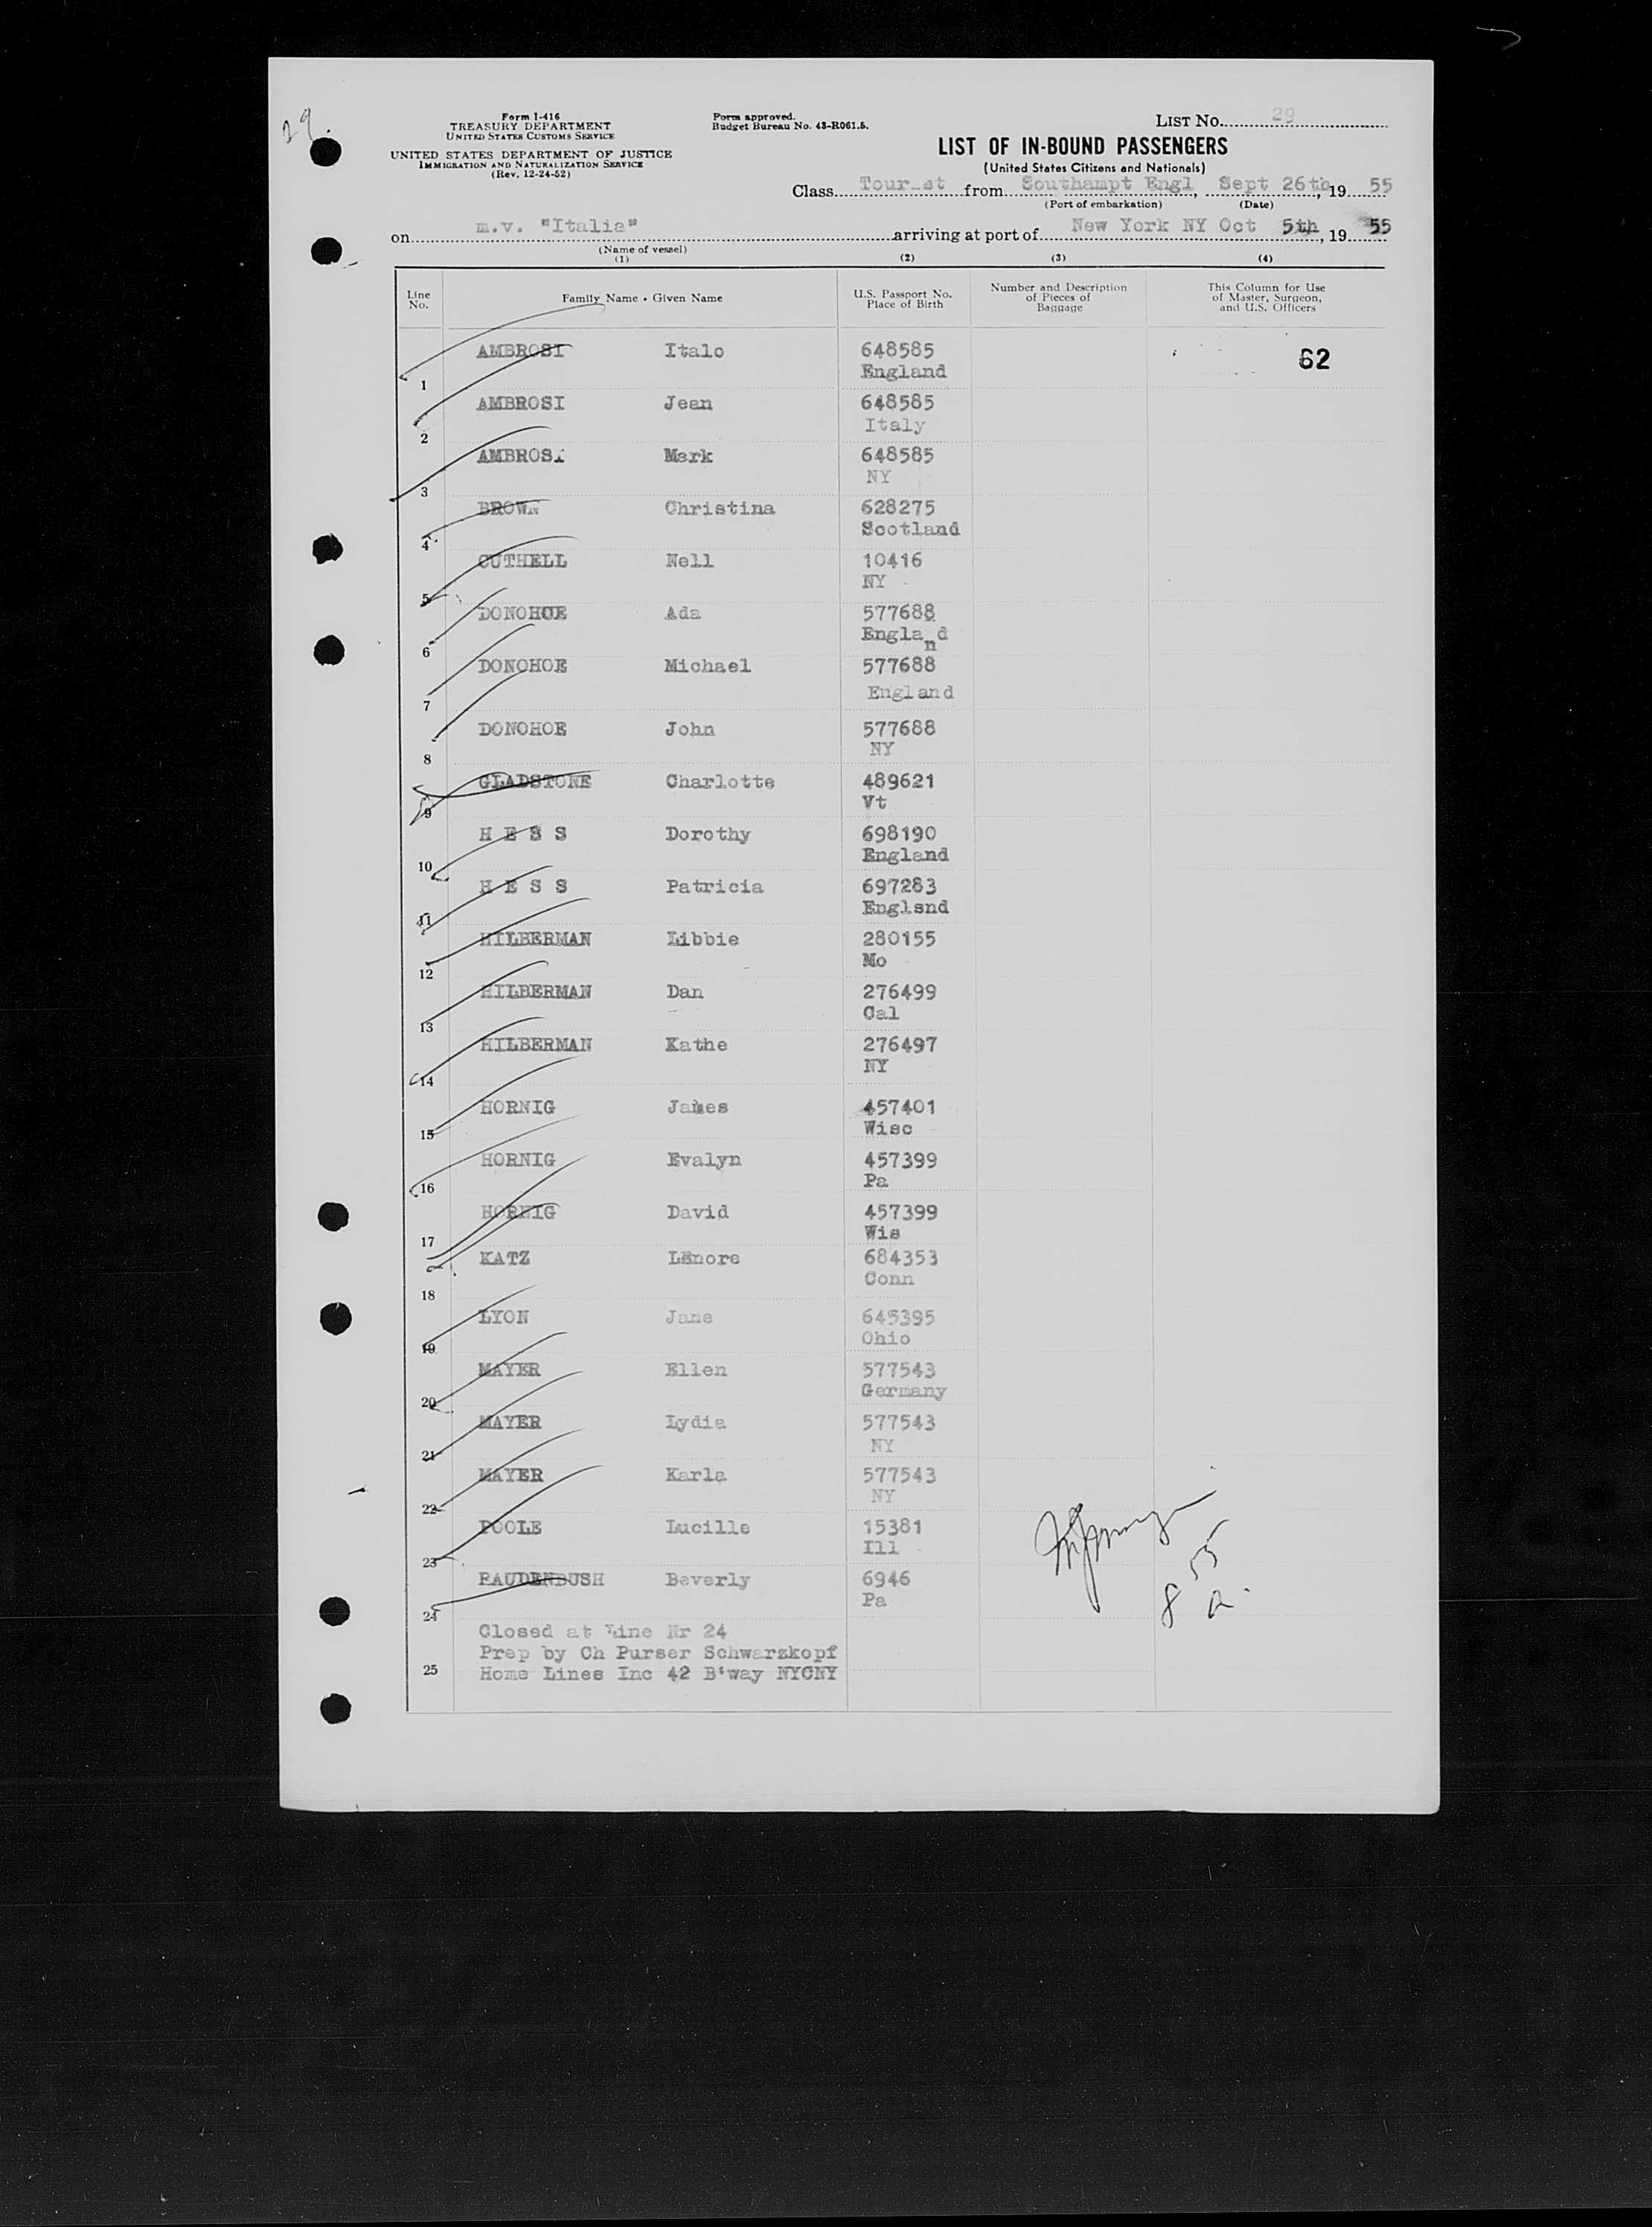 29.
Form I-416
TREASURY DEPARTMENT
UNITED STATES CUSTOMS SERVICE
UNITED STATES DEPARTMENT OF JUSTICE
IMMIGRATION AND NATURALIZATION SERVICE
(Rev. 12-24-52)
Form approved.
Budget Bureau No. 43-R061.5.
LIST No. 29
LIST OF IN-BOUND PASSENGERS
(United States Citizens and Nationals)
Class Tour_st from Southampt Engl, Sept 26th, 19 55
(Port of embarkation) (Date)
on m.v. "Italia" arriving at port of New York NY Oct 5th, 19 55
(Name of vessel)
(1) (2) (3) (4)
Line No. Family Name • Given Name U.S. Passport No. Place of Birth Number and Description of Pieces of Baggage This Column for Use of Master, Surgeon, and U.S. Officers
AMBROSI Italo 648585 62
1 England
AMBROSI Jean 648585
2 Italy
AMBROSI Mark 648585
3 NY
BROWN Christina 628275
4 Scotland
CUTHELL Nell 10416
5 NY
DONOHOE Ada 577688
6 England
DONOHOE Michael 577688
7 England
DONOHOE John 577688
8 NY
GLADSTONE Charlotte 489621
9 Vt
H E S S Dorothy 698190
10 England
H E S S Patricia 697283
11 Englsnd
HILBERMAN Libbie 280155
12 Mo
HILBERMAN Dan 276499
13 Cal
HILBERMAN Kathe 276497
14 NY
HORNIG James 457401
15 Wisc
HORNIG Evalyn 457399
16 Pa
HORNIG David 457399
17 Wis
KATZ Lenore 684353
18 Conn
LYON Jane 645395
19 Ohio
MAYER Ellen 577543
20 Germany
MAYER Lydia 577543
21 NY
MAYER Karla 577543
22 NY
POOLE Lucille 15381
23 Ill
RAUDENBUSH Beverly 6946
24 Pa
Closed at Line Nr 24
Prep by Ch Purser Schwarzkopf
25 Home Lines Inc 42 B'way NYCNY